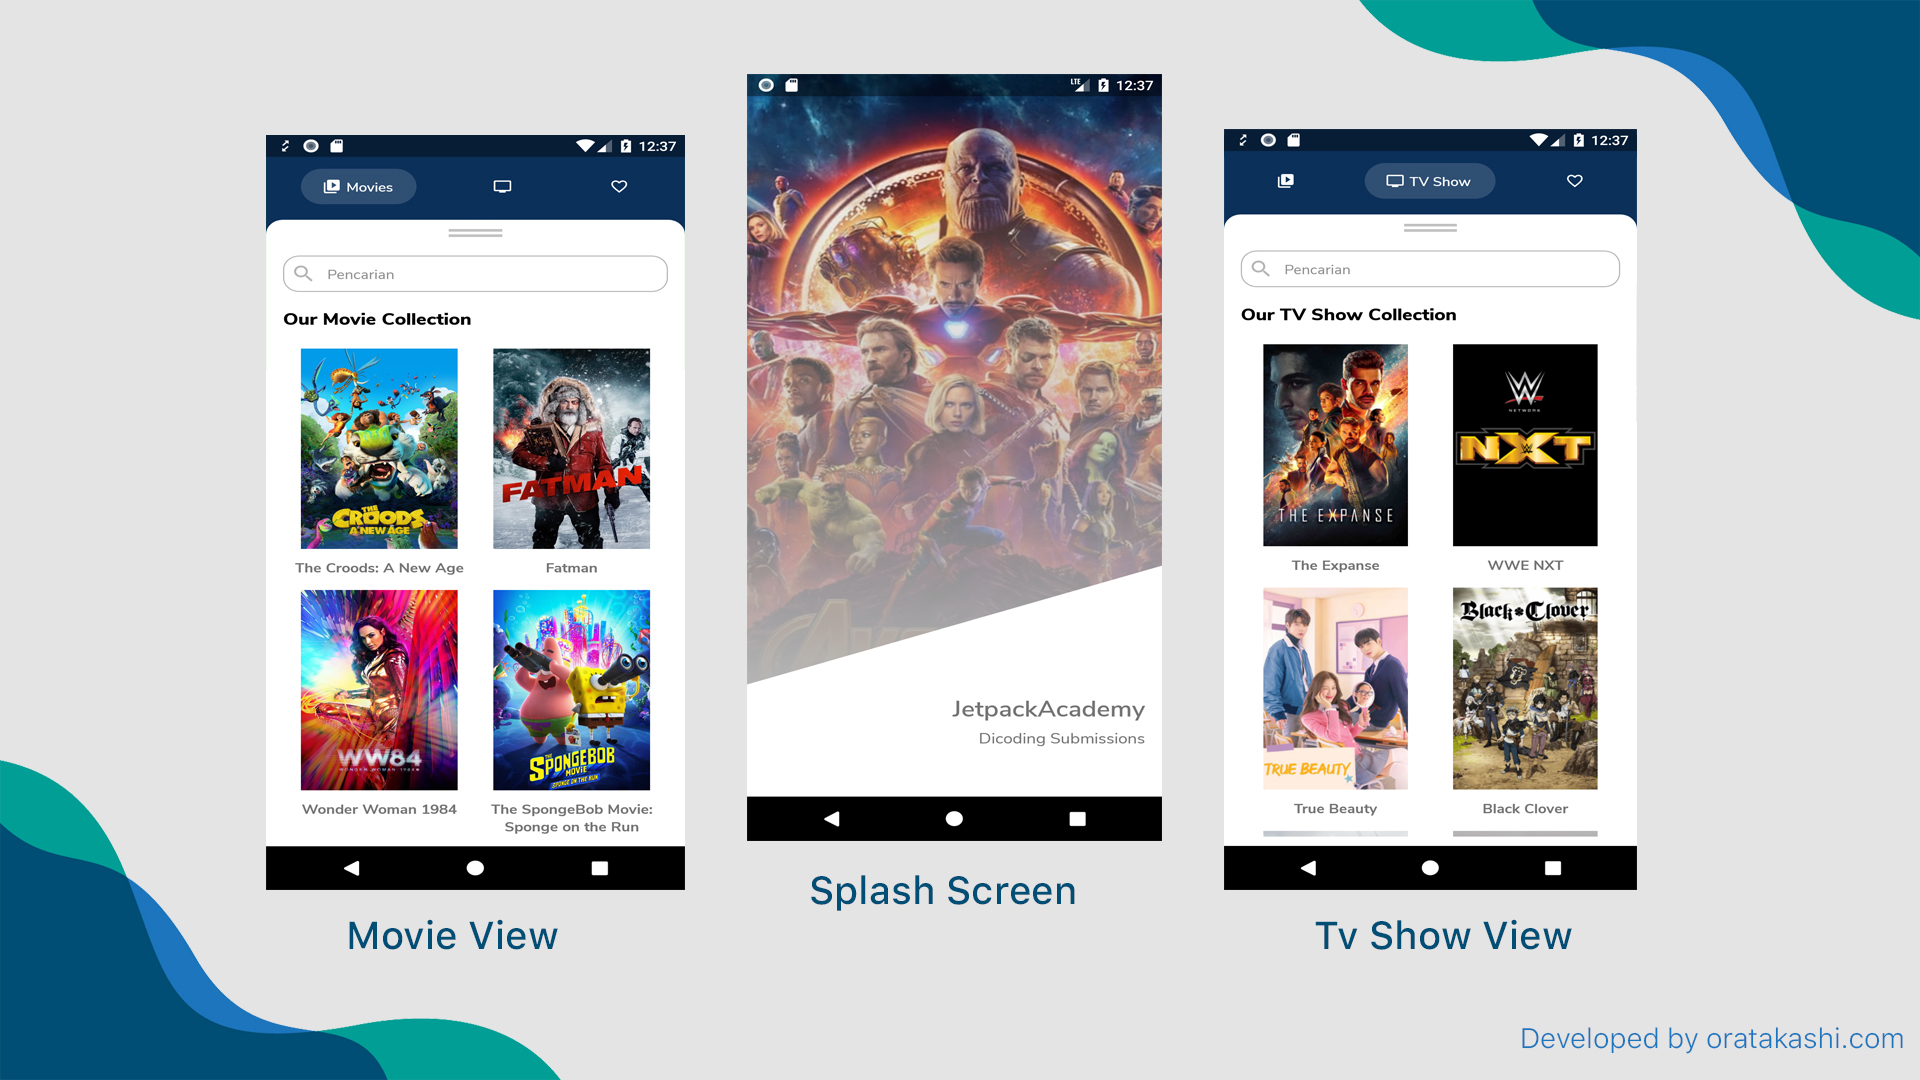 12:37
Movies
Pencarian
Our Movie Collection
THE
CROODS
A NEW AGE
FATMAN
The Croods: A New Age
Fatman
WW84
WONDER WOMAN 1984
THE
SPONGEBOB
MOVIE
SPONGE ON THE RUN
Wonder Woman 1984
The SpongeBob Movie:
Sponge on the Run
Movie View
LTE
12:37
JetpackAcademy
Dicoding Submissions
Splash Screen
12:37
TV Show
Pencarian
Our TV Show Collection
THE EXPANSE
W
NETWORK
NXT
The Expanse
WWE NXT
TRUE BEAUTY
Black Clover
True Beauty
Black Clover
Tv Show View
Developed by oratakashi.com